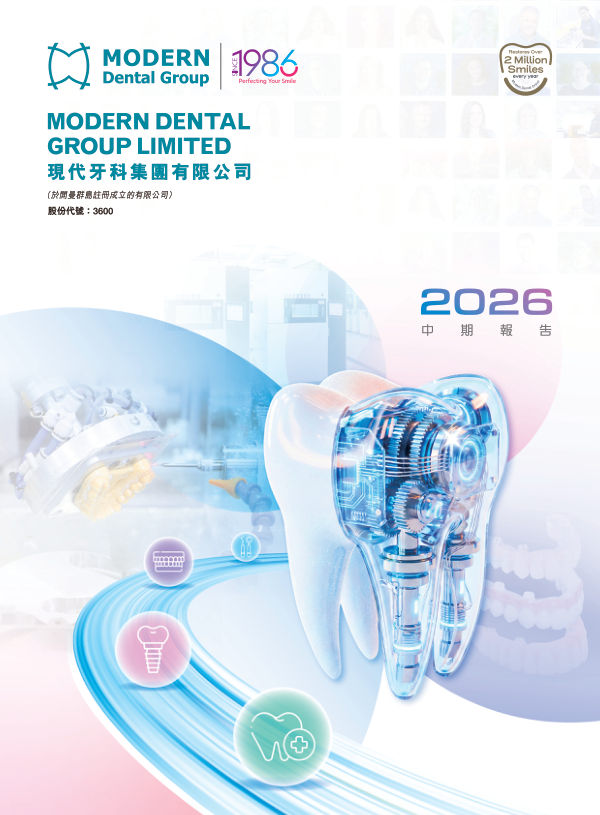 MODERN
Dental Group
SINCE
1986
Perfecting Your Smile
Restores Over
2 Million
Smiles
every year
MODERN DENTAL
GROUP LIMITED
現代牙科集團有限公司
（於開曼群島註冊成立的有限公司）
股份代號：3600
2026
中期報告